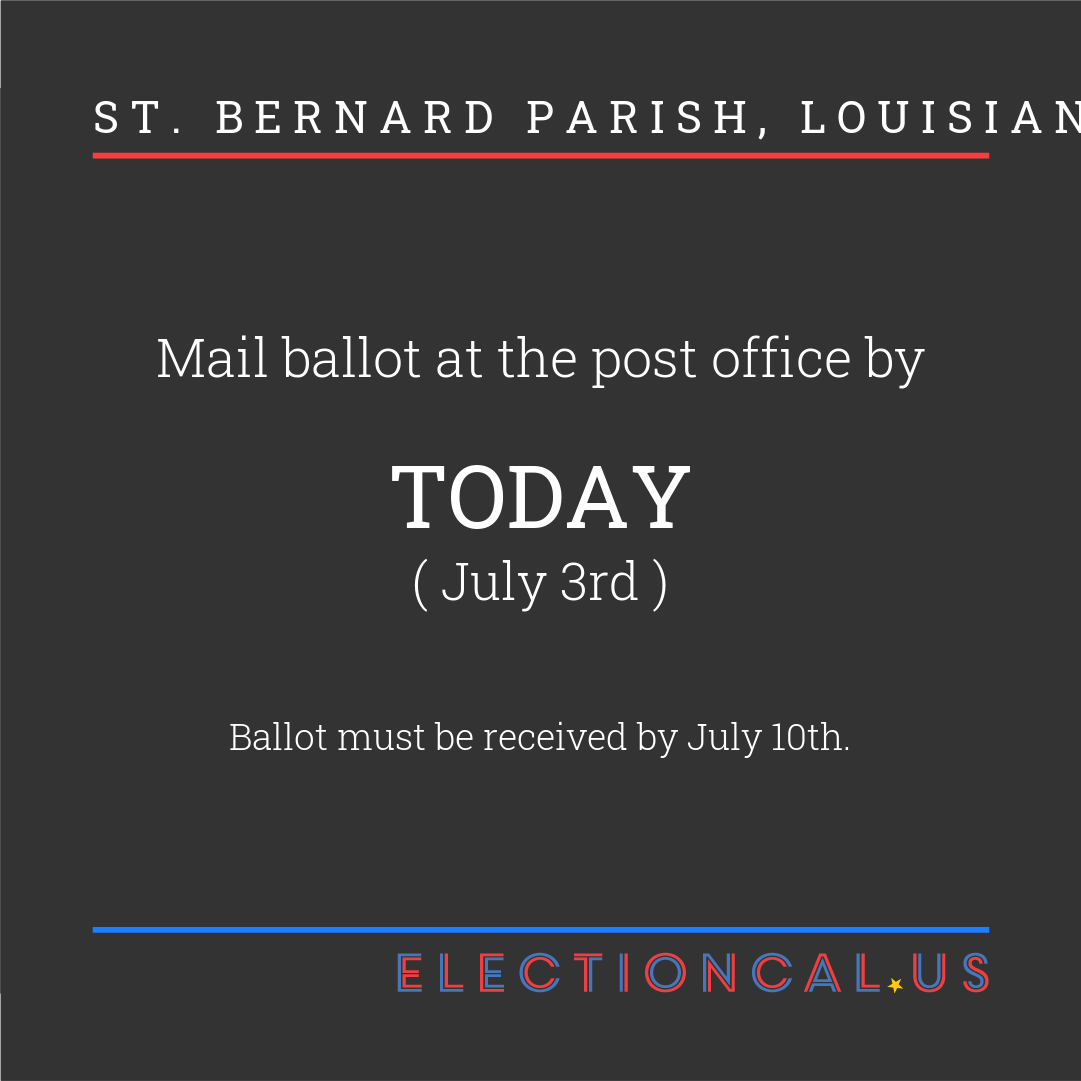 ST. BERNARD PARISH, LOUISIAN
Mail ballot at the post office by
TODAY
( July 3rd )
Ballot must be received by July 10th.
ELECTIONCAL.US